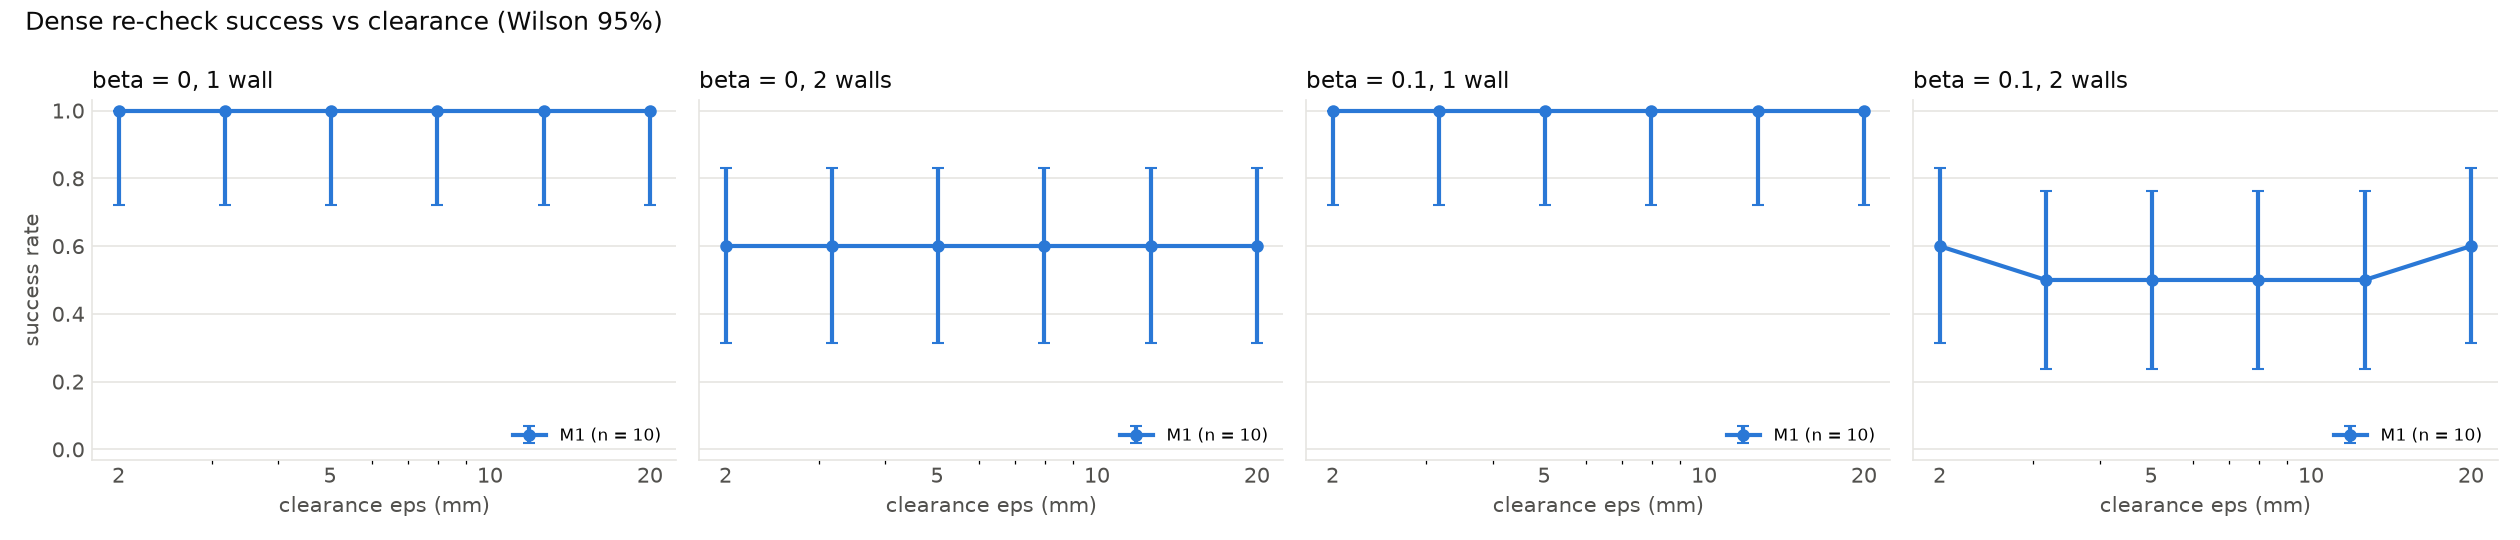 Dense re-check success vs clearance (Wilson 95%)
beta = 0, 1 wall
beta = 0, 2 walls
beta = 0.1, 1 wall
beta = 0.1, 2 walls
success rate
1.0
0.8
0.6
0.4
0.2
0.0
M1 (n = 10)
M1 (n = 10)
M1 (n = 10)
M1 (n = 10)
2 5 10 20
2 5 10 20
2 5 10 20
2 5 10 20
clearance eps (mm)
clearance eps (mm)
clearance eps (mm)
clearance eps (mm)